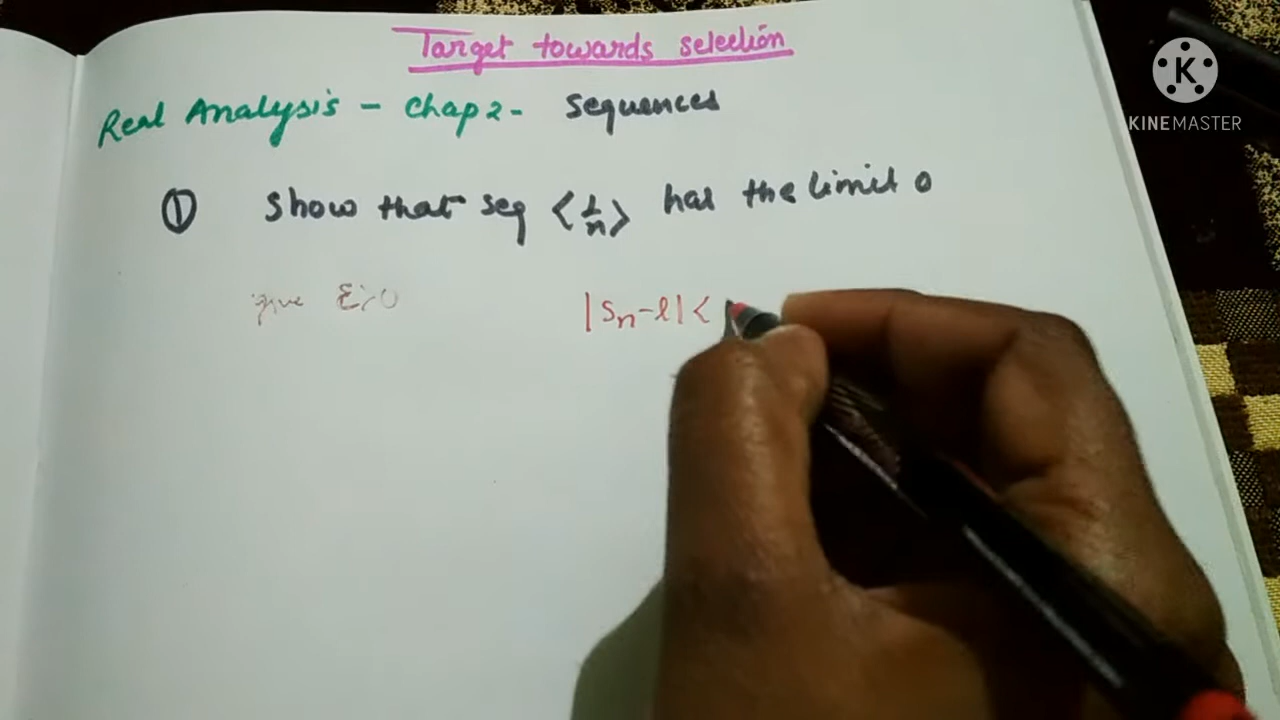 Target towards selection
Real Analysis - Chap 2 - Sequences
① Show that seq <1/n> has the limit 0
give ε>0 |Sn-l|<
K
KINEMASTER